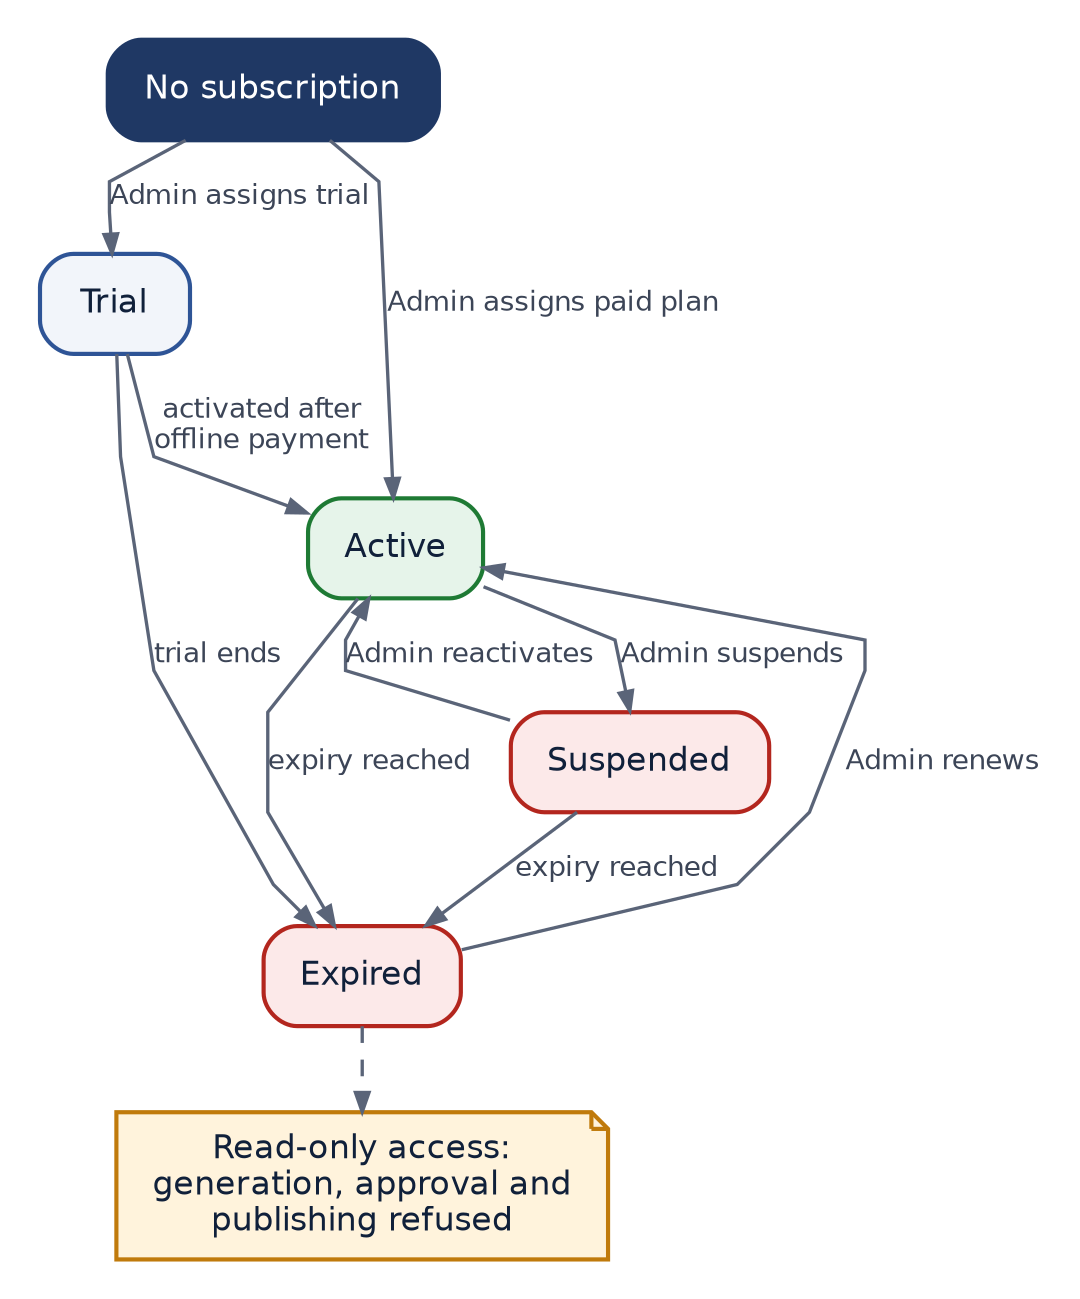 No subscription
Admin assigns trial
Trial
Admin assigns paid plan
activated after
offline payment
Active
trial ends
Admin reactivates
Admin suspends
expiry reached
Suspended
Admin renews
expiry reached
Expired
Read-only access:
generation, approval and
publishing refused